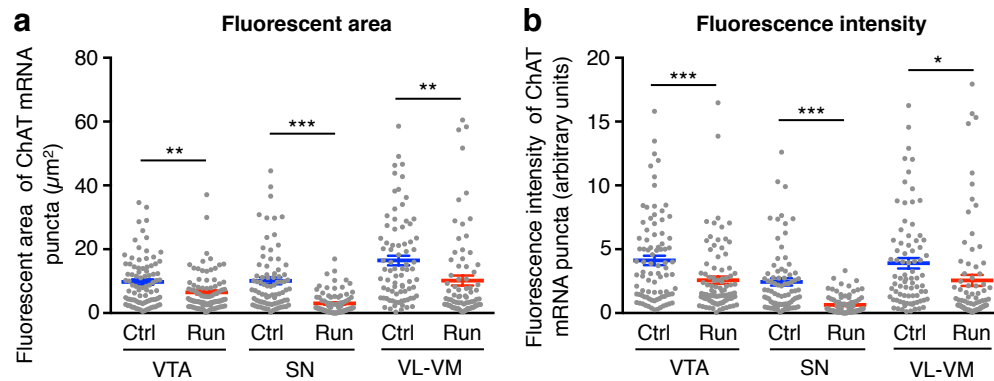 a
Fluorescent area
Fluorescent area of ChAT mRNA
puncta (µm²)
80
60
40
20
0
**
***
**
Ctrl Run Ctrl Run Ctrl Run
VTA SN VL-VM
b
Fluorescence intensity
Fluorescence intensity of ChAT
mRNA puncta (arbitrary units)
20
15
10
5
0
***
***
*
Ctrl Run Ctrl Run Ctrl Run
VTA SN VL-VM